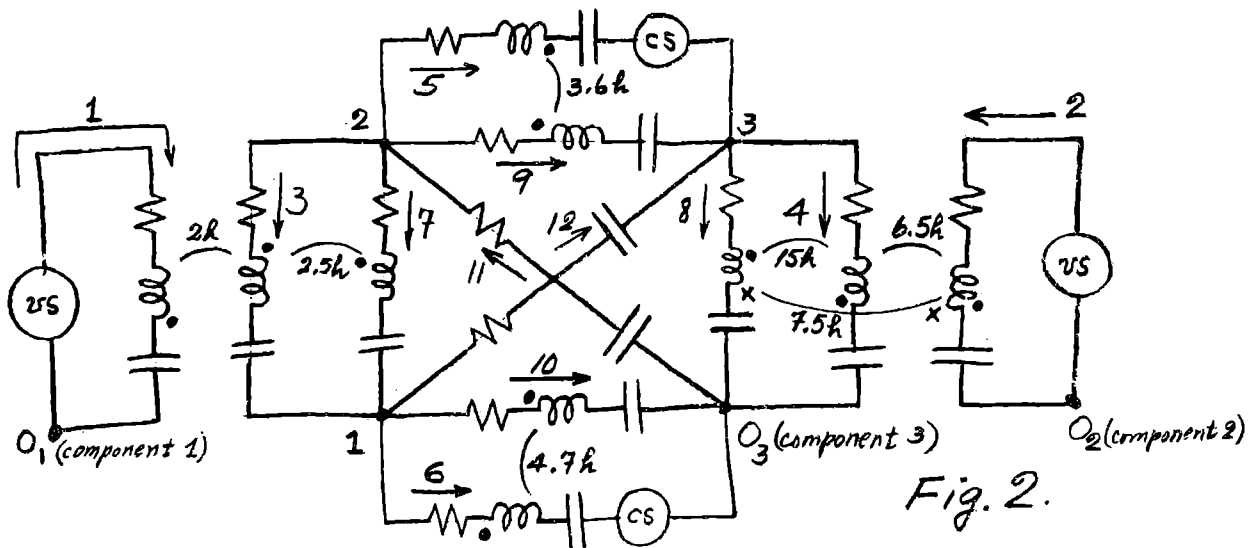 CS
5
3.6h
1
2
3
2
9
2h
3
7
2.5h
11
12
8
15h
4
6.5h
vs
vs
x
x
7.5h
10
O₁ (component 1)
1
O₃ (component 3)
O₂ (component 2)
4.7h
6
CS
Fig. 2.